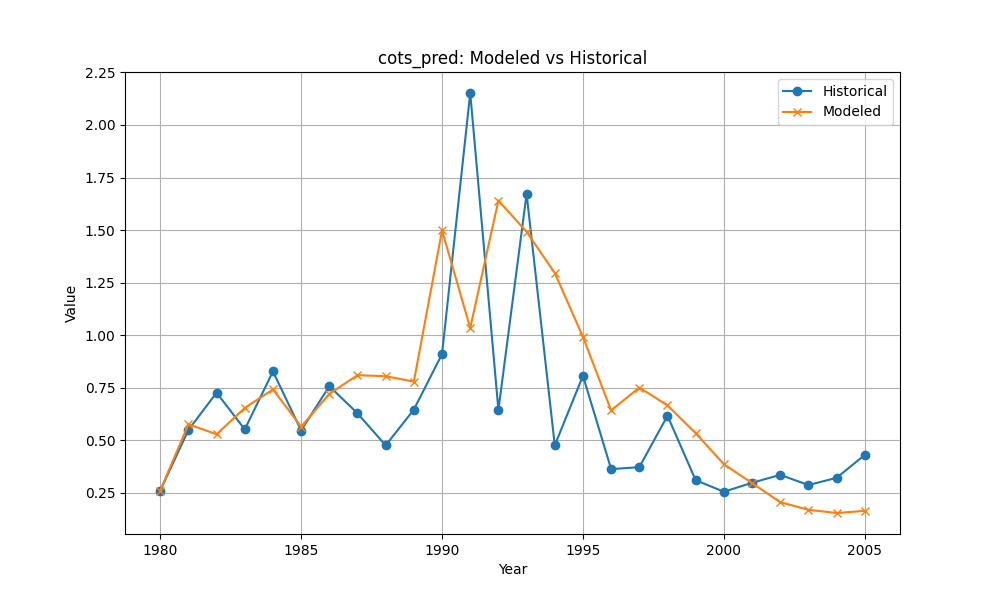 cots_pred: Modeled vs Historical
Historical
Modeled
Value
2.25
2.00
1.75
1.50
1.25
1.00
0.75
0.50
0.25
1980 1985 1990 1995 2000 2005
Year